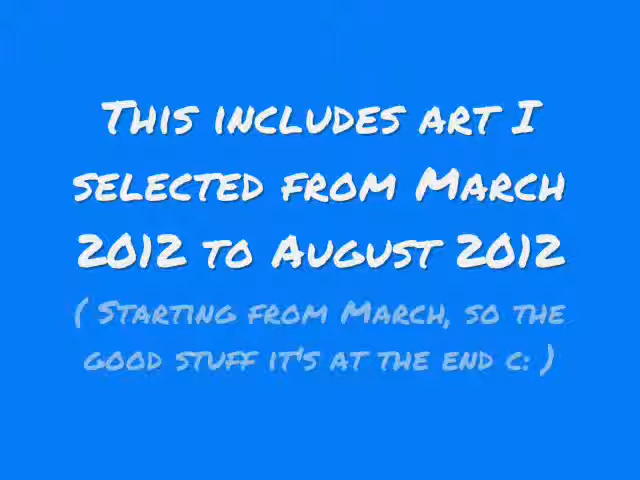 This includes art I
selected from March
2012 to August 2012
( Starting from March, so the
good stuff it's at the end c: )